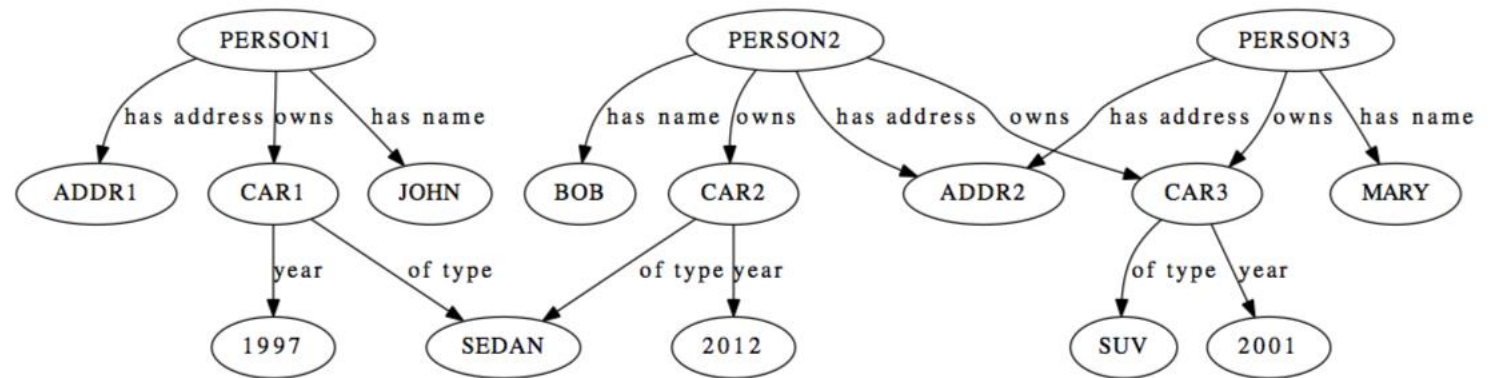 PERSON1 PERSON2 PERSON3
has address owns has name has name owns has address owns has address owns has name
ADDR1 CAR1 JOHN BOB CAR2 ADDR2 CAR3 MARY
year of type of type year of type year
1997 SEDAN 2012 SUV 2001